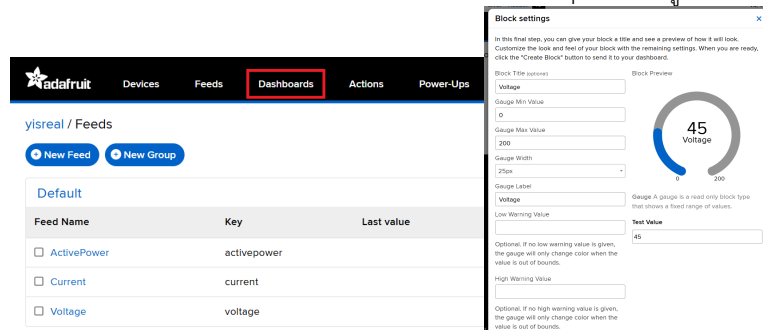 adafruit
Devices
Feeds
Dashboards
Actions
Power-Ups
yisreal / Feeds
New Feed
New Group
Default
Feed Name Key Last value
ActivePower activepower
Current current
Voltage voltage
Block settings ×
In this final step, you can give your block a title and see a preview of how it will look.
Customize the look and feel of your block with the remaining settings. When you are ready,
click the "Create Block" button to send it to your dashboard.
Block Title (optional)
Voltage
Gauge Min Value
0
Gauge Max Value
200
Gauge Width
25px
Gauge Label
Voltage
Low Warning Value
Optional. If no low warning value is given,
the gauge will only change color when the
value is out of bounds.
High Warning Value
Optional. If no high warning value is given,
the gauge will only change color when the
value is out of bounds.
Block Preview
45
Voltage
0 200
Gauge A gauge is a read only block type
that shows a fixed range of values.
Test Value
45